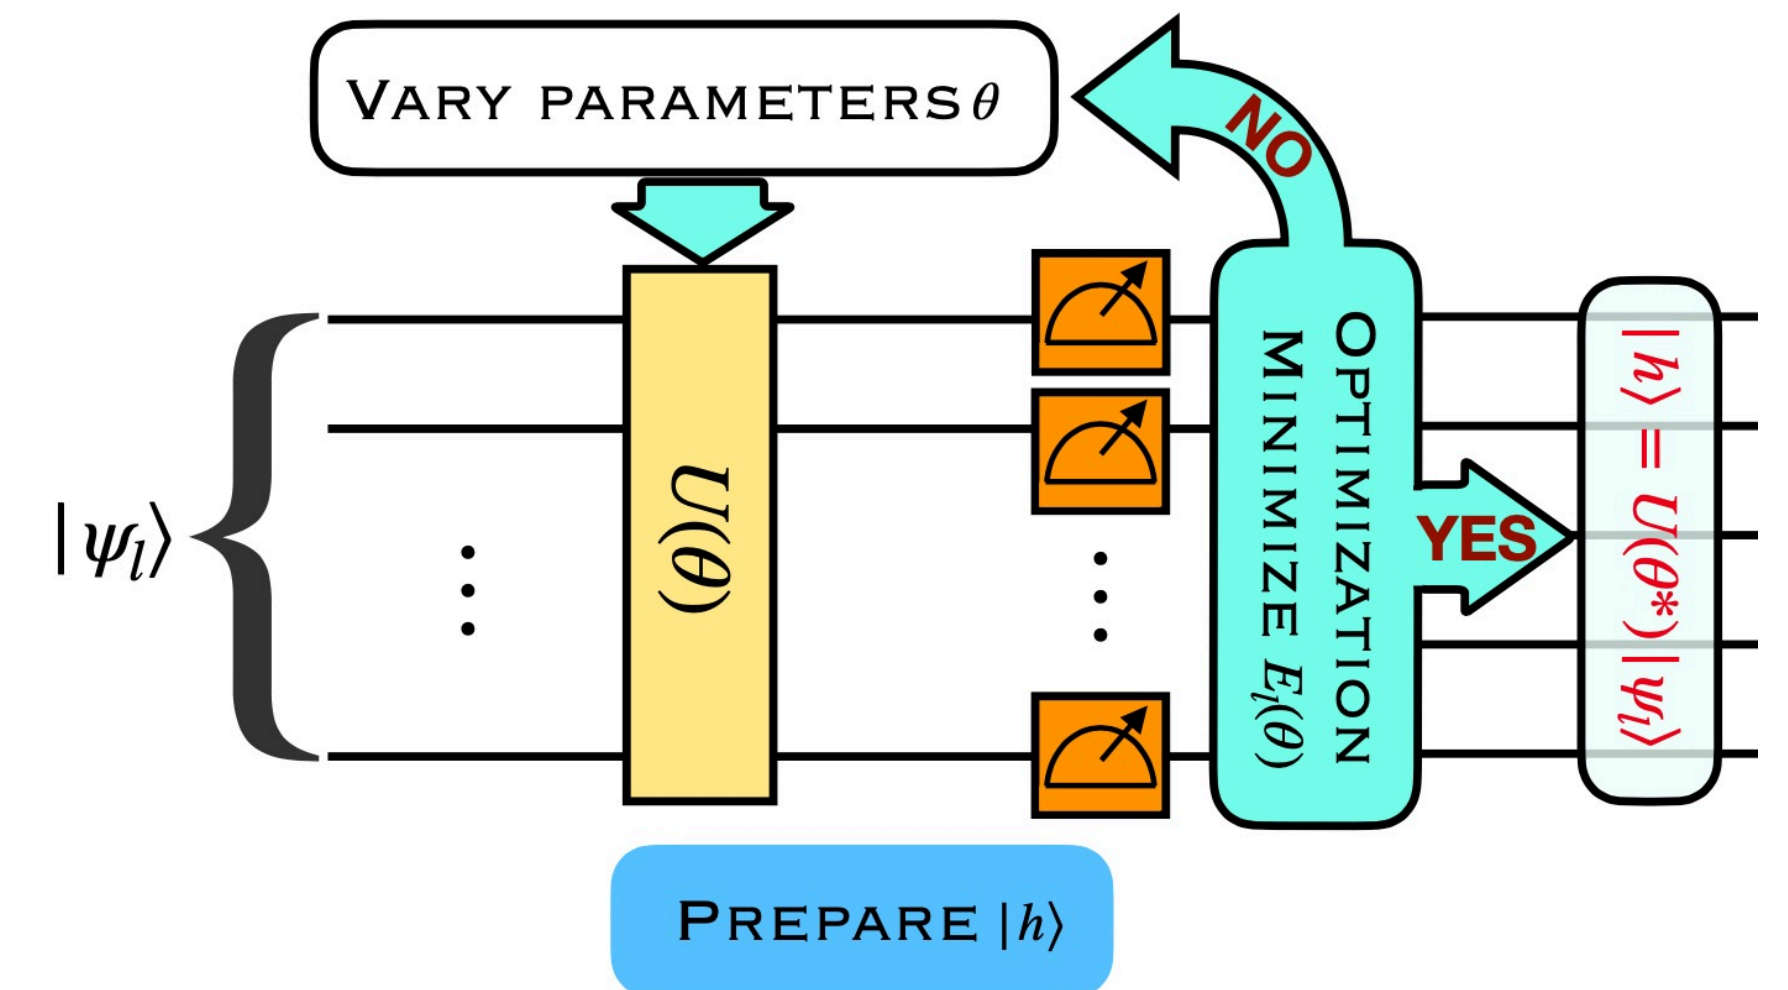 VARY PARAMETERS θ
NO
|ψₗ⟩
U(θ)
OPTIMIZATION
MINIMIZE Eₗ(θ)
YES
|h⟩ = U(θ*)|ψₗ⟩
PREPARE |h⟩